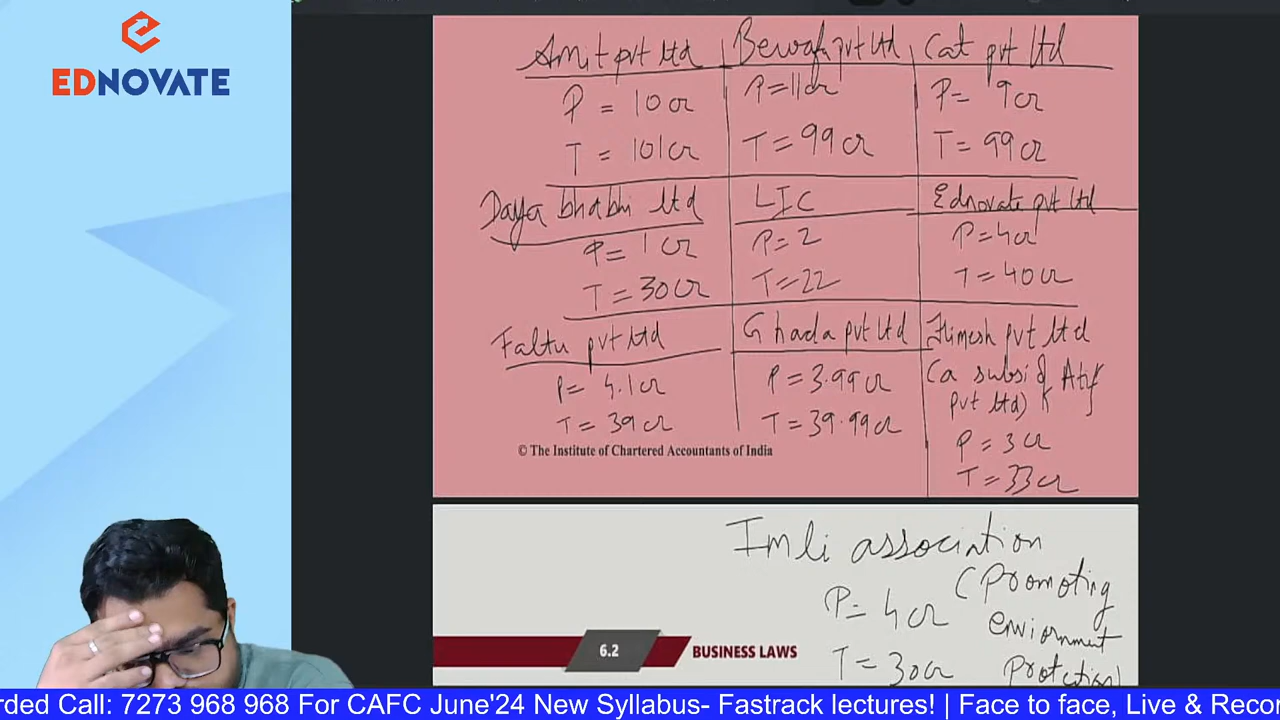 EDNOVATE
Amit pvt ltd
P = 10 cr
T = 101 cr
Bewafa pvt ltd
P = 11 cr
T = 99 cr
Cat pvt ltd
P = 9 cr
T = 99 cr
Daya bhabhi ltd
P = 1 cr
T = 30 cr
LIC
P = 2
T = 22
Ednovate pvt ltd
P = 4 cr
T = 40 cr
Faltu pvt ltd
P = 4.1 cr
T = 39 cr
Ghada pvt ltd
P = 3.99 cr
T = 39.99 cr
Himesh pvt ltd
(a subsi of Atif
pvt ltd)
P = 3 cr
T = 33 cr
© The Institute of Chartered Accountants of India
Imli association
(Promoting
enviornment
protection)
P = 4 cr
T = 30 cr
6.2
BUSINESS LAWS
rded Call: 7273 968 968 For CAFC June'24 New Syllabus- Fastrack lectures! | Face to face, Live & Recor